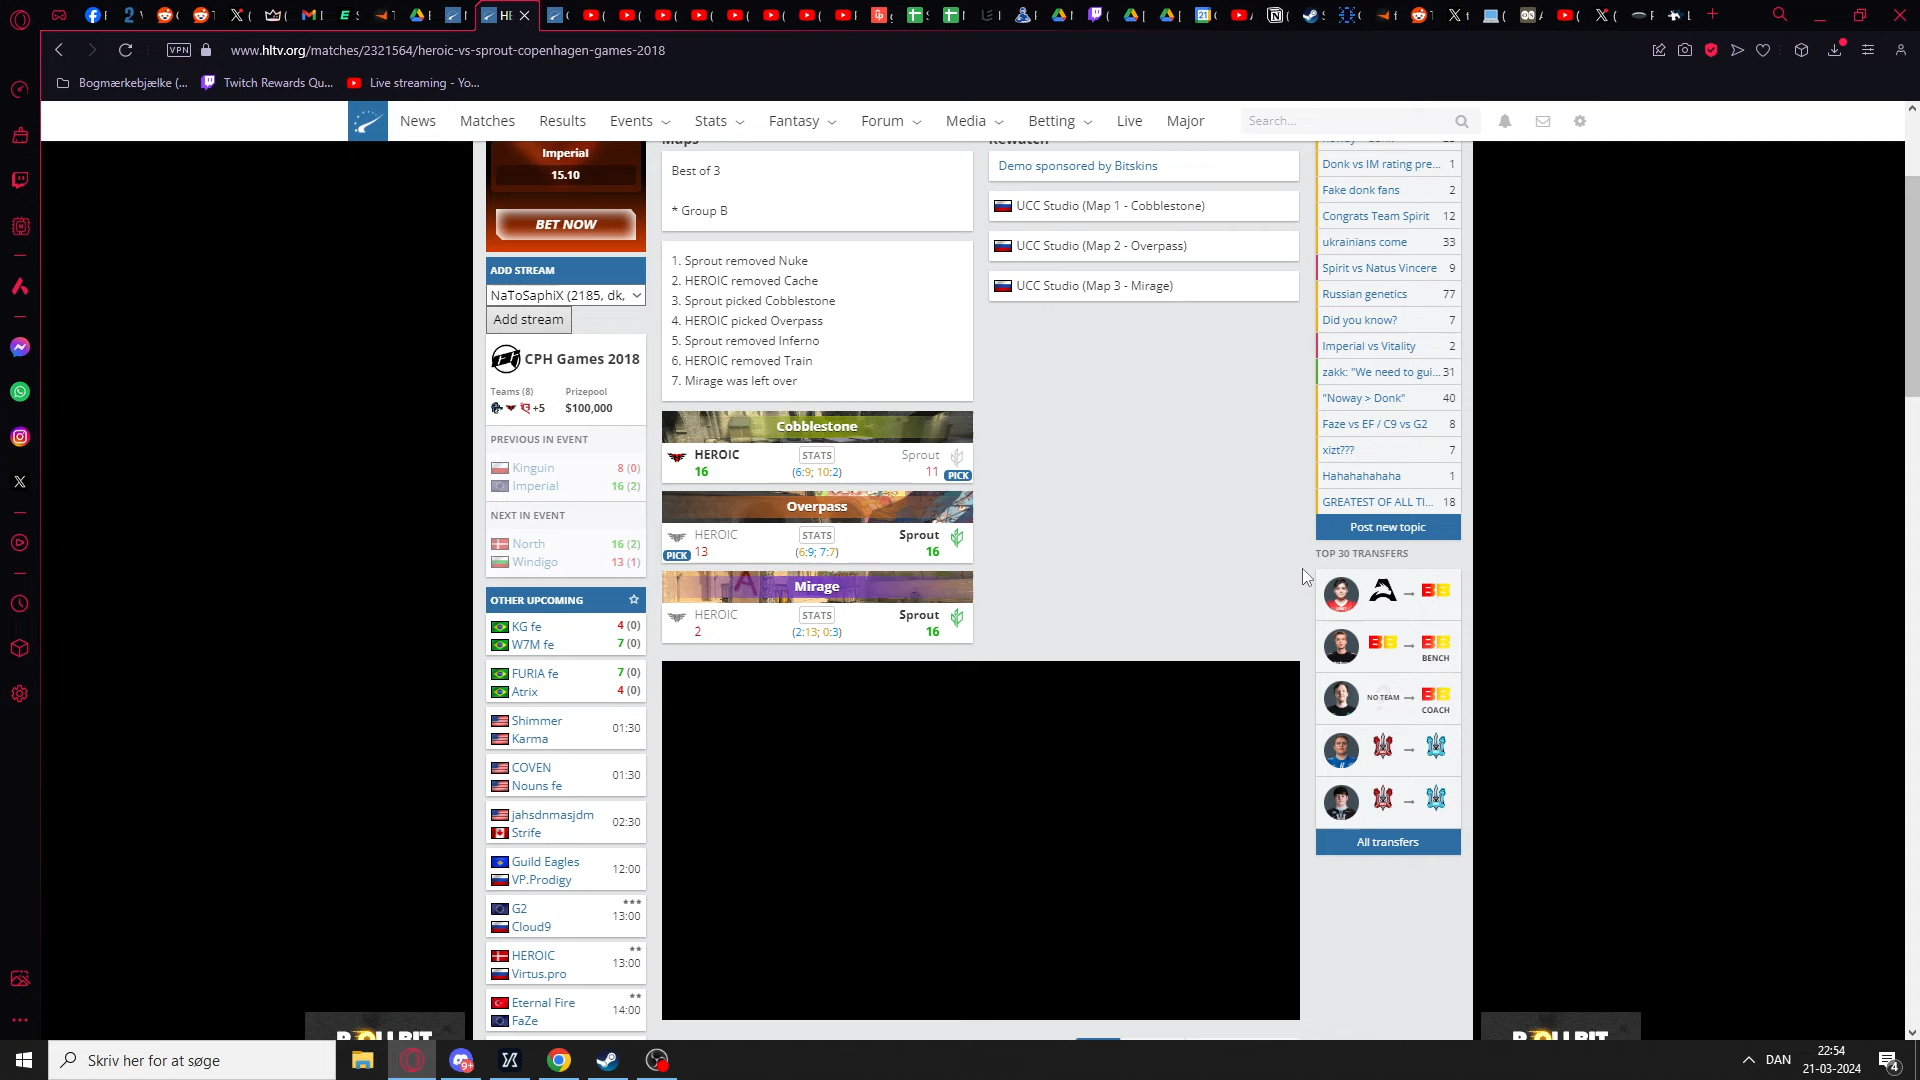 www.hltv.org/matches/2321564/heroic-vs-sprout-copenhagen-games-2018
VPN
Bogmærkebjælke (...
Twitch Rewards Qu...
Live streaming - Yo...
News
Matches
Results
Events
Stats
Fantasy
Forum
Media
Betting
Live
Major
Search...
Imperial
15.10
BET NOW
ADD STREAM
NaToSaphiX (2185, dk,
Add stream
CPH Games 2018
Teams (8)
Prizepool
+5
$100,000
PREVIOUS IN EVENT
Kinguin 8 (0)
Imperial 16 (2)
NEXT IN EVENT
North 16 (2)
Windigo 13 (1)
OTHER UPCOMING
KG fe 4 (0)
W7M fe 7 (0)
FURIA fe 7 (0)
Atrix 4 (0)
Shimmer
Karma
01:30
COVEN
Nouns fe
01:30
jahsdnmasjdm
Strife
02:30
Guild Eagles
VP.Prodigy
12:00
G2
Cloud9
13:00
HEROIC
Virtus.pro
13:00
Eternal Fire
FaZe
14:00
Maps
Best of 3
* Group B
1. Sprout removed Nuke
2. HEROIC removed Cache
3. Sprout picked Cobblestone
4. HEROIC picked Overpass
5. Sprout removed Inferno
6. HEROIC removed Train
7. Mirage was left over
Cobblestone
HEROIC STATS Sprout
16 (6:9; 10:2) 11 PICK
Overpass
HEROIC STATS Sprout
PICK 13 (6:9; 7:7) 16
Mirage
HEROIC STATS Sprout
2 (2:13; 0:3) 16
Rewatch
Demo sponsored by Bitskins
UCC Studio (Map 1 - Cobblestone)
UCC Studio (Map 2 - Overpass)
UCC Studio (Map 3 - Mirage)
Donk vs IM rating pre... 1
Fake donk fans 2
Congrats Team Spirit 12
ukrainians come 33
Spirit vs Natus Vincere 9
Russian genetics 77
Did you know? 7
Imperial vs Vitality 2
zakk: "We need to gui... 31
"Noway > Donk" 40
Faze vs EF / C9 vs G2 8
xizt??? 7
Hahahahahaha 1
GREATEST OF ALL TI... 18
Post new topic
TOP 30 TRANSFERS
BB
BB BB
BENCH
NO TEAM BB
COACH
All transfers
Skriv her for at søge
9+
DAN
22:54
21-03-2024
4